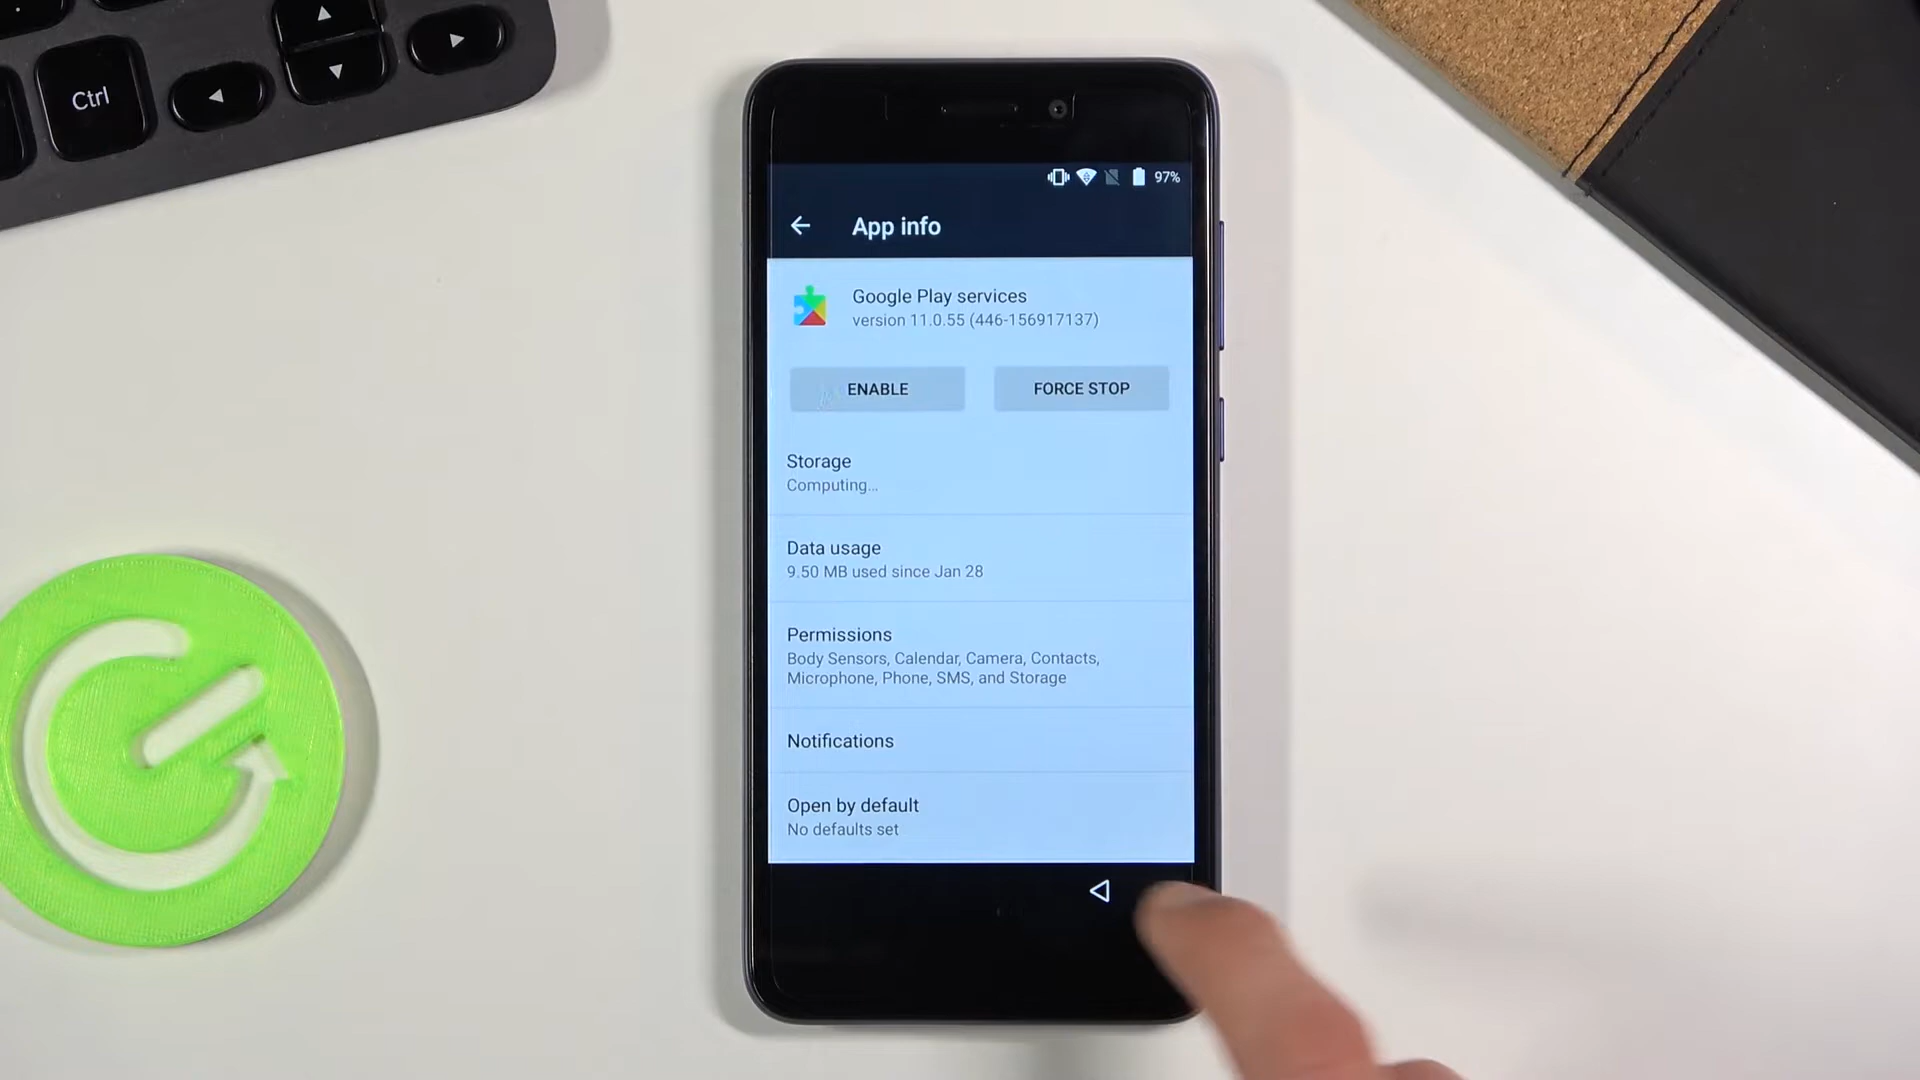 Ctrl
97%
App info
Google Play services
version 11.0.55 (446-156917137)
ENABLE
FORCE STOP
Storage
Computing...
Data usage
9.50 MB used since Jan 28
Permissions
Body Sensors, Calendar, Camera, Contacts,
Microphone, Phone, SMS, and Storage
Notifications
Open by default
No defaults set